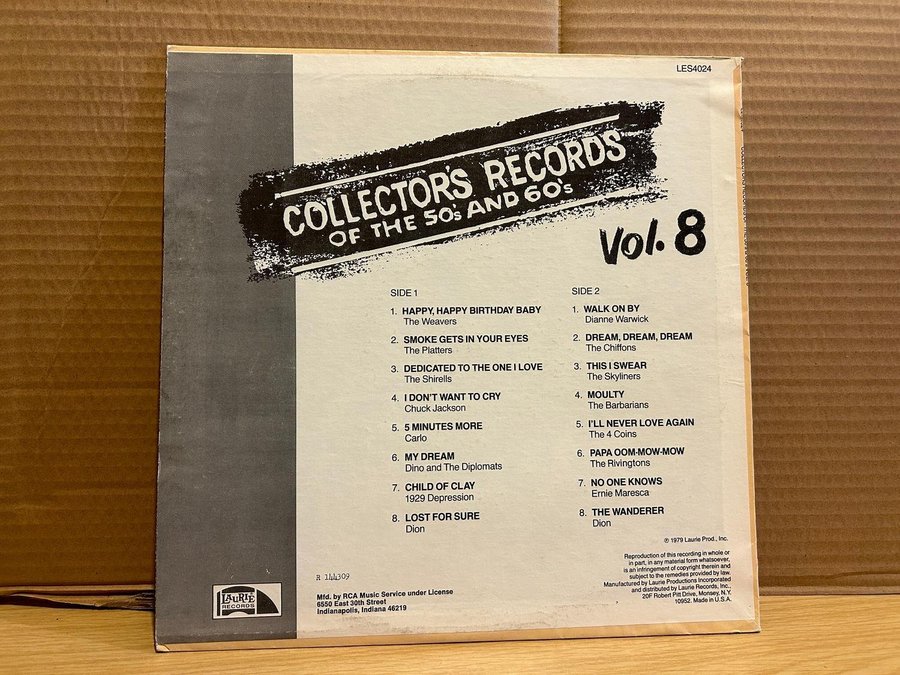 LES4024
COLLECTOR'S RECORDS
OF THE 50's AND 60's
Vol. 8
SIDE 1
1. HAPPY, HAPPY BIRTHDAY BABY
The Weavers
2. SMOKE GETS IN YOUR EYES
The Platters
3. DEDICATED TO THE ONE I LOVE
The Shirells
4. I DON'T WANT TO CRY
Chuck Jackson
5. 5 MINUTES MORE
Carlo
6. MY DREAM
Dino and The Diplomats
7. CHILD OF CLAY
1929 Depression
8. LOST FOR SURE
Dion
SIDE 2
1. WALK ON BY
Dianne Warwick
2. DREAM, DREAM, DREAM
The Chiffons
3. THIS I SWEAR
The Skyliners
4. MOULTY
The Barbarians
5. I'LL NEVER LOVE AGAIN
The 4 Coins
6. PAPA OOM-MOW-MOW
The Rivingtons
7. NO ONE KNOWS
Ernie Maresca
8. THE WANDERER
Dion
℗ 1979 Laurie Prod., Inc.
Reproduction of this recording in whole or
in part, in any material form whatsoever,
is an infringement of copyright therein and
subject to the remedies provided by law.
Manufactured by Laurie Productions Incorporated
and distributed by Laurie Records, Inc.,
20F Robert Pitt Drive, Monsey, N.Y.
10952. Made in U.S.A.
R 144309
Mfd. by RCA Music Service under License
6550 East 30th Street
Indianapolis, Indiana 46219
LAURIE
RECORDS